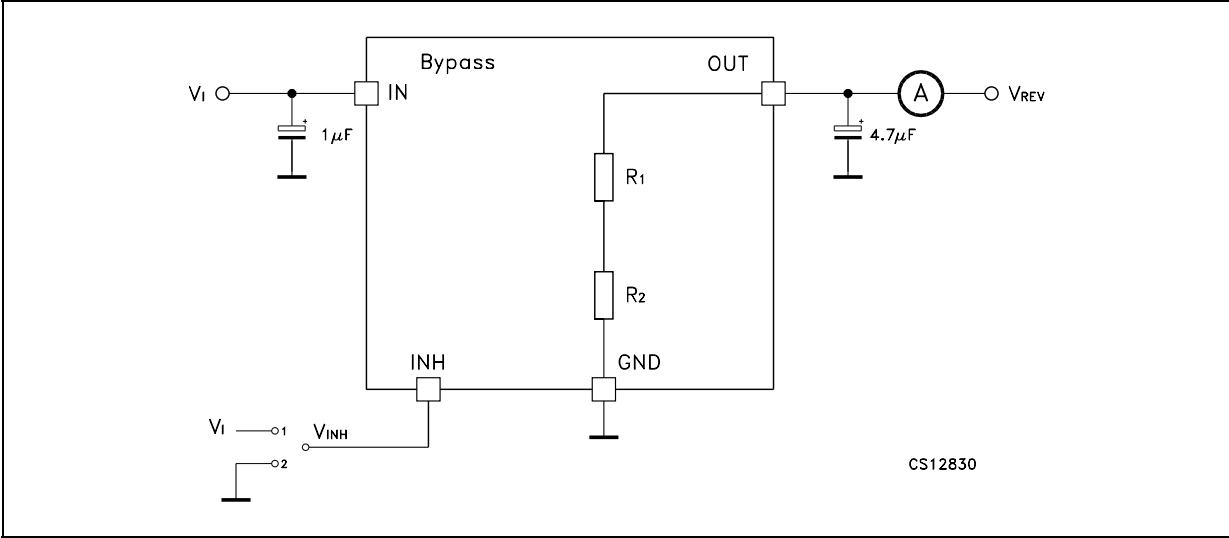 Bypass
OUT
VI
IN
A
VREV
+
1μF
+
4.7μF
R1
R2
INH
GND
VI
1
VINH
2
CS12830